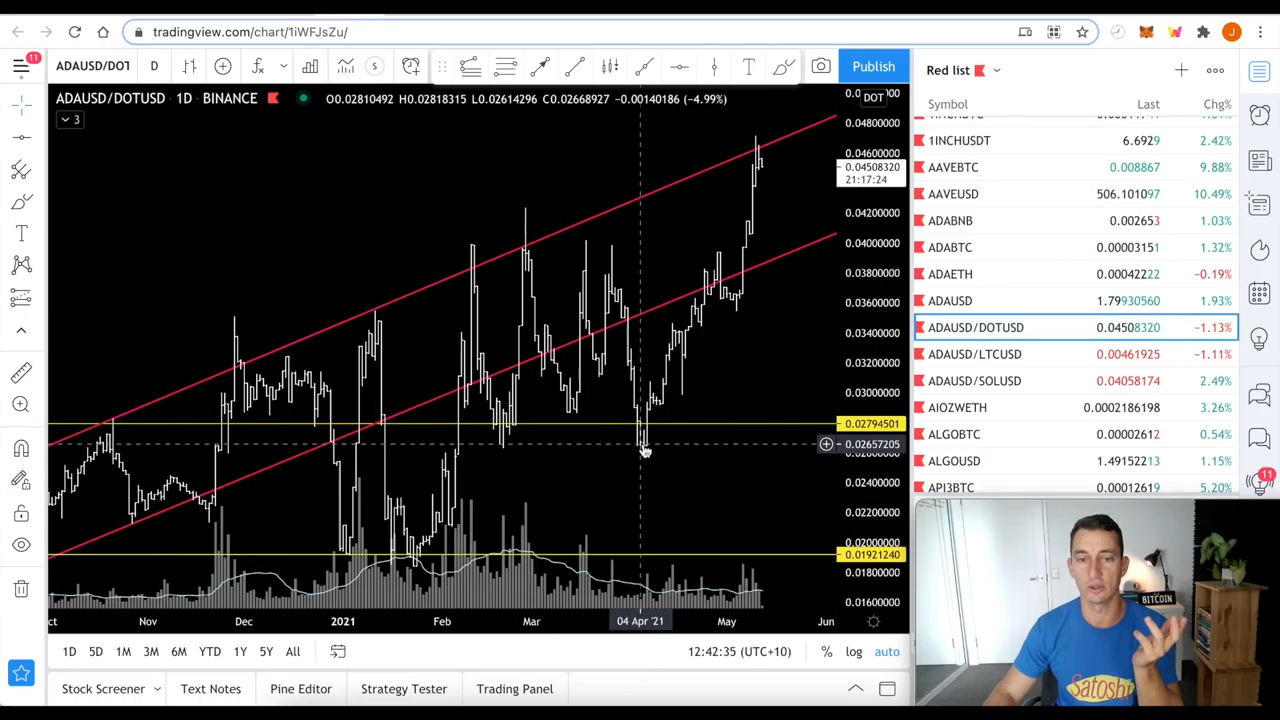 tradingview.com/chart/1iWFJsZu/
J
11
ADAUSD/DOT
D
S
T
Publish
ADAUSD/DOTUSD · 1D · BINANCE
O0.02810492 H0.02818315 L0.02614296 C0.02668927 −0.00140186 (−4.99%)
3
DOT
0.04800000
0.04600000
0.04508320
21:17:24
0.04200000
0.04000000
0.03800000
0.03600000
0.03400000
0.03200000
0.03000000
0.02794501
0.02657205
0.02400000
0.02200000
0.02000000
0.01921240
0.01800000
0.01600000
Nov
Dec
2021
Feb
Mar
04 Apr '21
May
Jun
1D 5D 1M 3M 6M YTD 1Y 5Y All
12:42:35 (UTC+10)
% log auto
Stock Screener
Text Notes
Pine Editor
Strategy Tester
Trading Panel
Red list
Symbol Last Chg%
1INCHUSDT 6.6929 2.42%
AAVEBTC 0.008867 9.88%
AAVEUSD 506.101097 10.49%
ADABNB 0.002653 1.03%
ADABTC 0.00003151 1.32%
ADAETH 0.00042222 −0.19%
ADAUSD 1.79930560 1.93%
ADAUSD/DOTUSD 0.04508320 −1.13%
ADAUSD/LTCUSD 0.00461925 −1.11%
ADAUSD/SOLUSD 0.04058174 2.49%
AIOZWETH 0.0002186198 3.26%
ALGOBTC 0.00002612 0.54%
ALGOUSD 1.49152213 1.15%
API3BTC 0.00012619 5.20%
11
BITCOIN
Satoshi